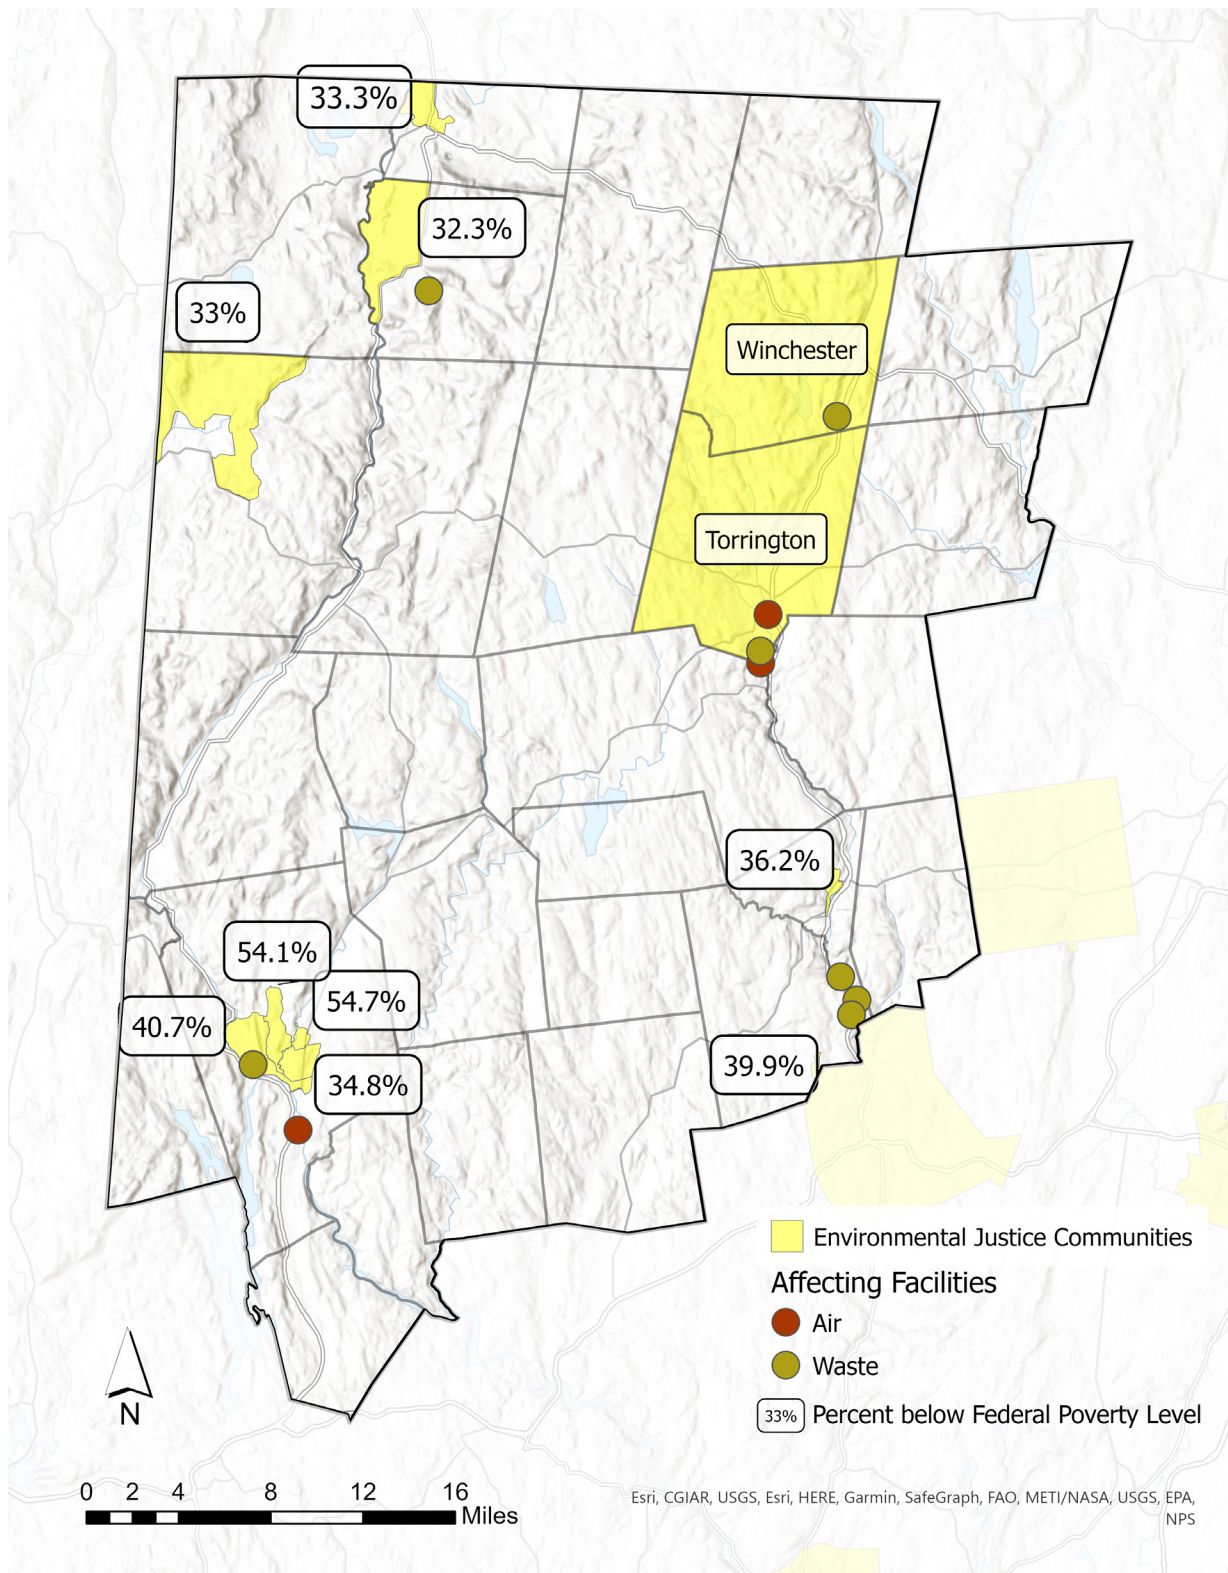 33.3%
32.3%
33%
Winchester
Torrington
36.2%
54.1%
54.7%
40.7%
39.9%
34.8%
Environmental Justice Communities
Affecting Facilities
Air
Waste
33% Percent below Federal Poverty Level
N
0 2 4 8 12 16
Miles
Esri, CGIAR, USGS, Esri, HERE, Garmin, SafeGraph, FAO, METI/NASA, USGS, EPA,
NPS